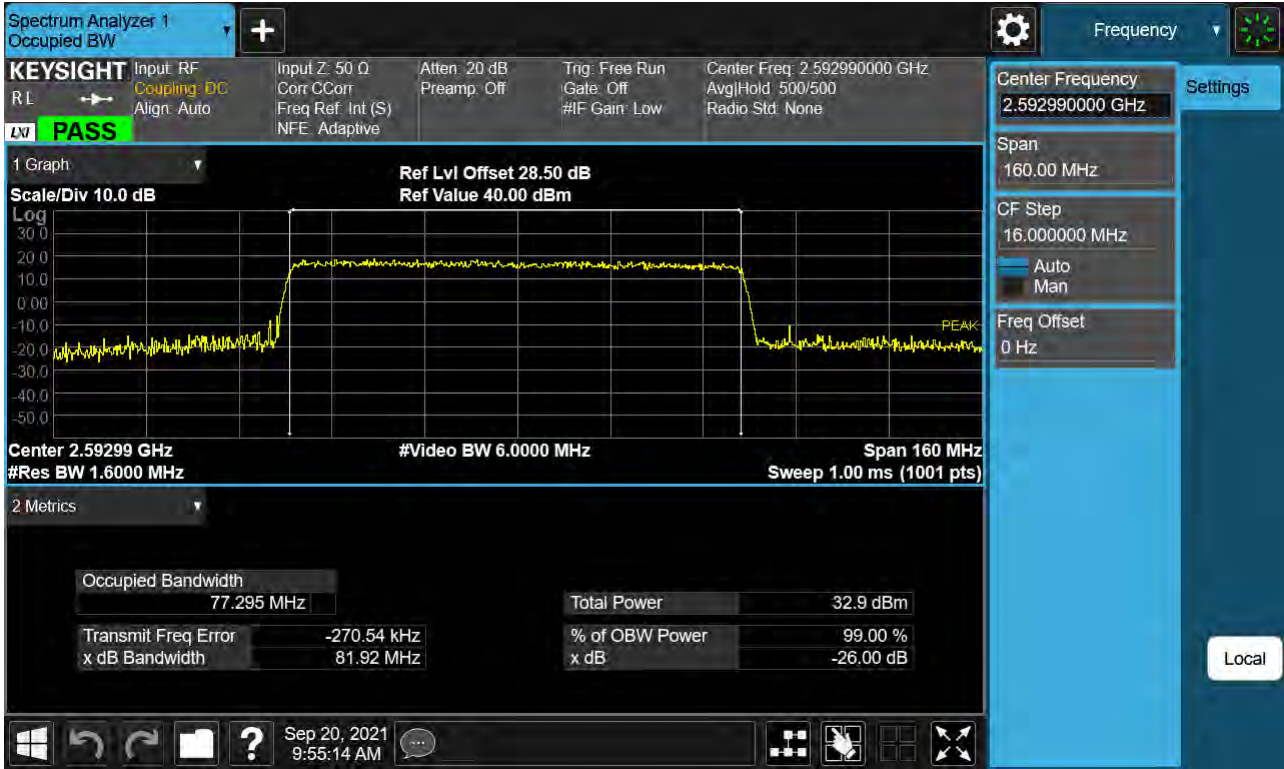 Spectrum Analyzer 1
Occupied BW
+
Frequency
KEYSIGHT
R L
LXI
PASS
Input: RF
Coupling: DC
Align: Auto
Input Z: 50 Ω
Corr CCorr
Freq Ref: Int (S)
NFE: Adaptive
Atten: 20 dB
Preamp: Off
Trig: Free Run
Gate: Off
#IF Gain: Low
Center Freq: 2.592990000 GHz
Avg|Hold: 500/500
Radio Std: None
Center Frequency
2.592990000 GHz
Settings
Span
160.00 MHz
CF Step
16.000000 MHz
Auto
Man
Freq Offset
0 Hz
Local
1 Graph
Scale/Div 10.0 dB
Ref Lvl Offset 28.50 dB
Ref Value 40.00 dBm
Log
30.0
20.0
10.0
0.00
-10.0
-20.0
-30.0
-40.0
-50.0
PEAK
Center 2.59299 GHz
#Video BW 6.0000 MHz
Span 160 MHz
#Res BW 1.6000 MHz
Sweep 1.00 ms (1001 pts)
2 Metrics
Occupied Bandwidth
77.295 MHz
Total Power 32.9 dBm
Transmit Freq Error -270.54 kHz
% of OBW Power 99.00 %
x dB Bandwidth 81.92 MHz
x dB -26.00 dB
?
Sep 20, 2021
9:55:14 AM